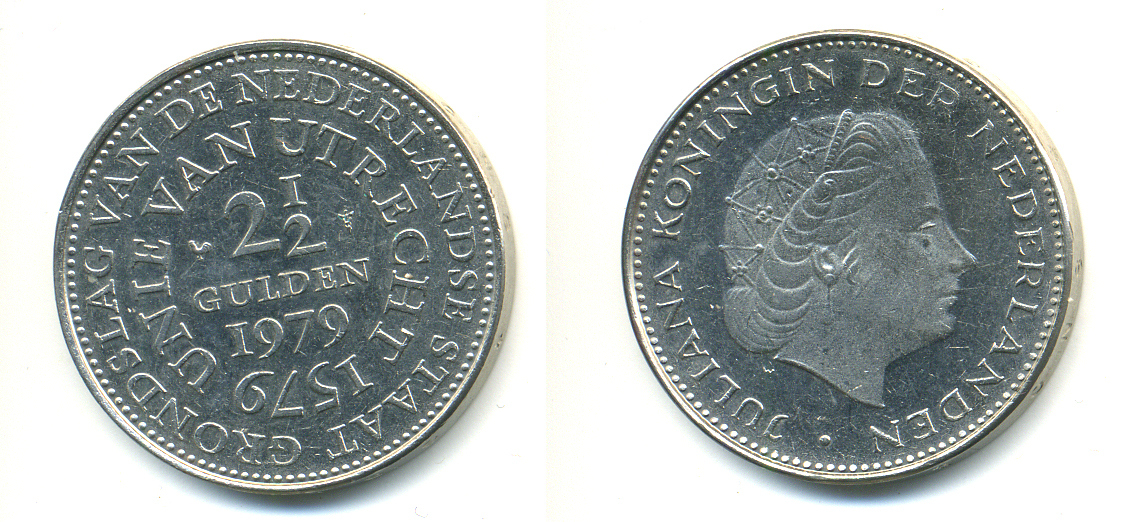 GRONDSLAG VAN DE NEDERLANDSE STAAT
UNIE VAN UTRECHT 1579
2 1/2
GULDEN
1979
JULIANA KONINGIN DER NEDERLANDEN